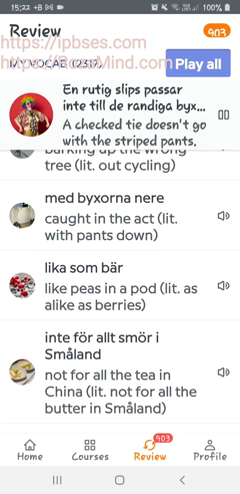 15:22 +B
100%
Review
903
https://ipbses.com
MY VOCAB (2317)
Play all
En rutig slips passar
inte till de randiga byx...
A checked tie doesn't go
with the striped pants.
barking up the wrong
tree (lit. out cycling)
med byxorna nere
caught in the act (lit.
with pants down)
lika som bär
like peas in a pod (lit. as
alike as berries)
inte för allt smör i
Småland
not for all the tea in
China (lit. not for all the
butter in Småland)
903
Home
Courses
Review
Profile